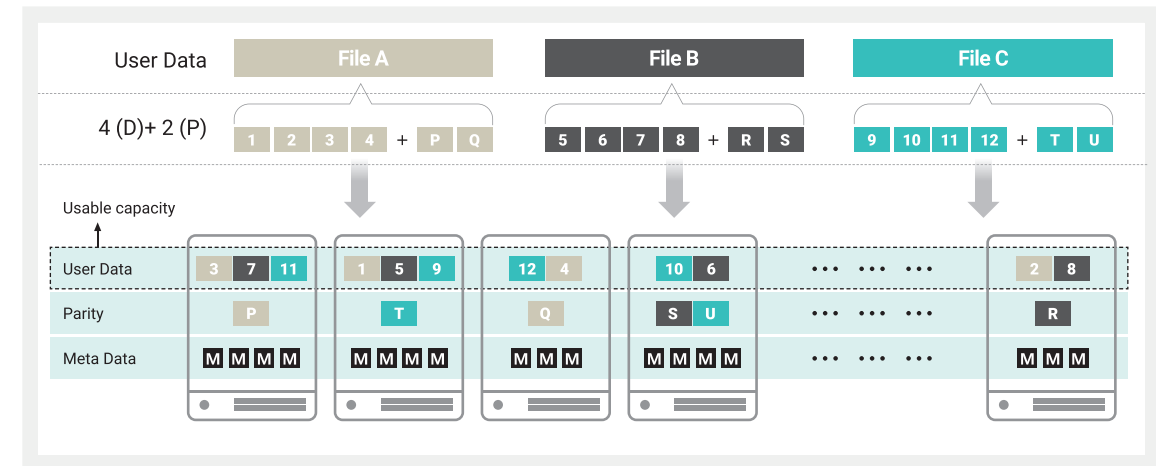 User Data File A File B File C
4 (D)+ 2 (P) 1 2 3 4 + P Q 5 6 7 8 + R S 9 10 11 12 + T U
Usable capacity
User Data 3 7 11 1 5 9 12 4 10 6 ... ... ... 2 8
Parity P T Q S U ... ... ... R
Meta Data M M M M M M M M M M M M M M M ... ... ... M M M